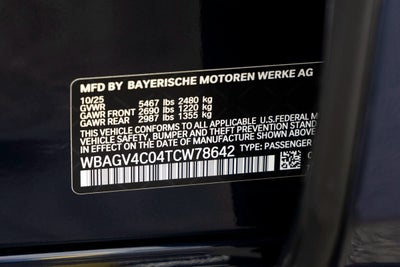 MFD BY BAYERISCHE MOTOREN WERKE AG
10/25 5467 lbs 2480 kg
GVWR
GAWR FRONT 2690 lbs 1220 kg
GAWR REAR 2987 lbs 1355 kg
THIS VEHICLE CONFORMS TO ALL APPLICABLE U.S.FEDERAL M
VEHICLE SAFETY, BUMPER AND THEFT PREVENTION STANDARD
IN EFFECT ON THE DATE OF MANUFACTURE SHOWN ABOVE.
WBAGV4C04TCW78642 TYPE: PASSENGER